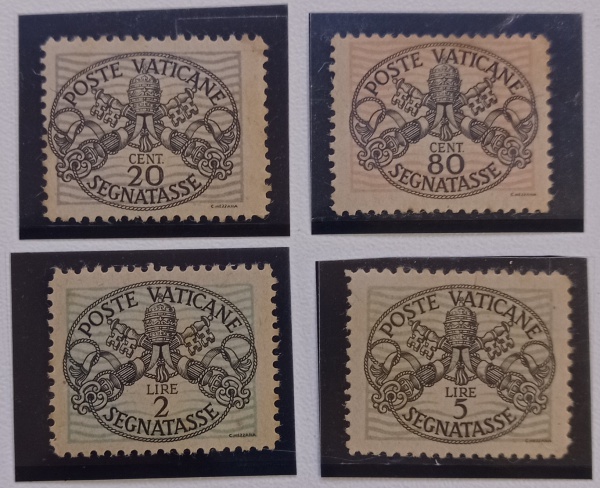 POSTE VATICANE
CENT.
20
SEGNATASSE
POSTE VATICANE
CENT.
80
SEGNATASSE
POSTE VATICANE
LIRE
2
SEGNATASSE
POSTE VATICANE
LIRE
5
SEGNATASSE